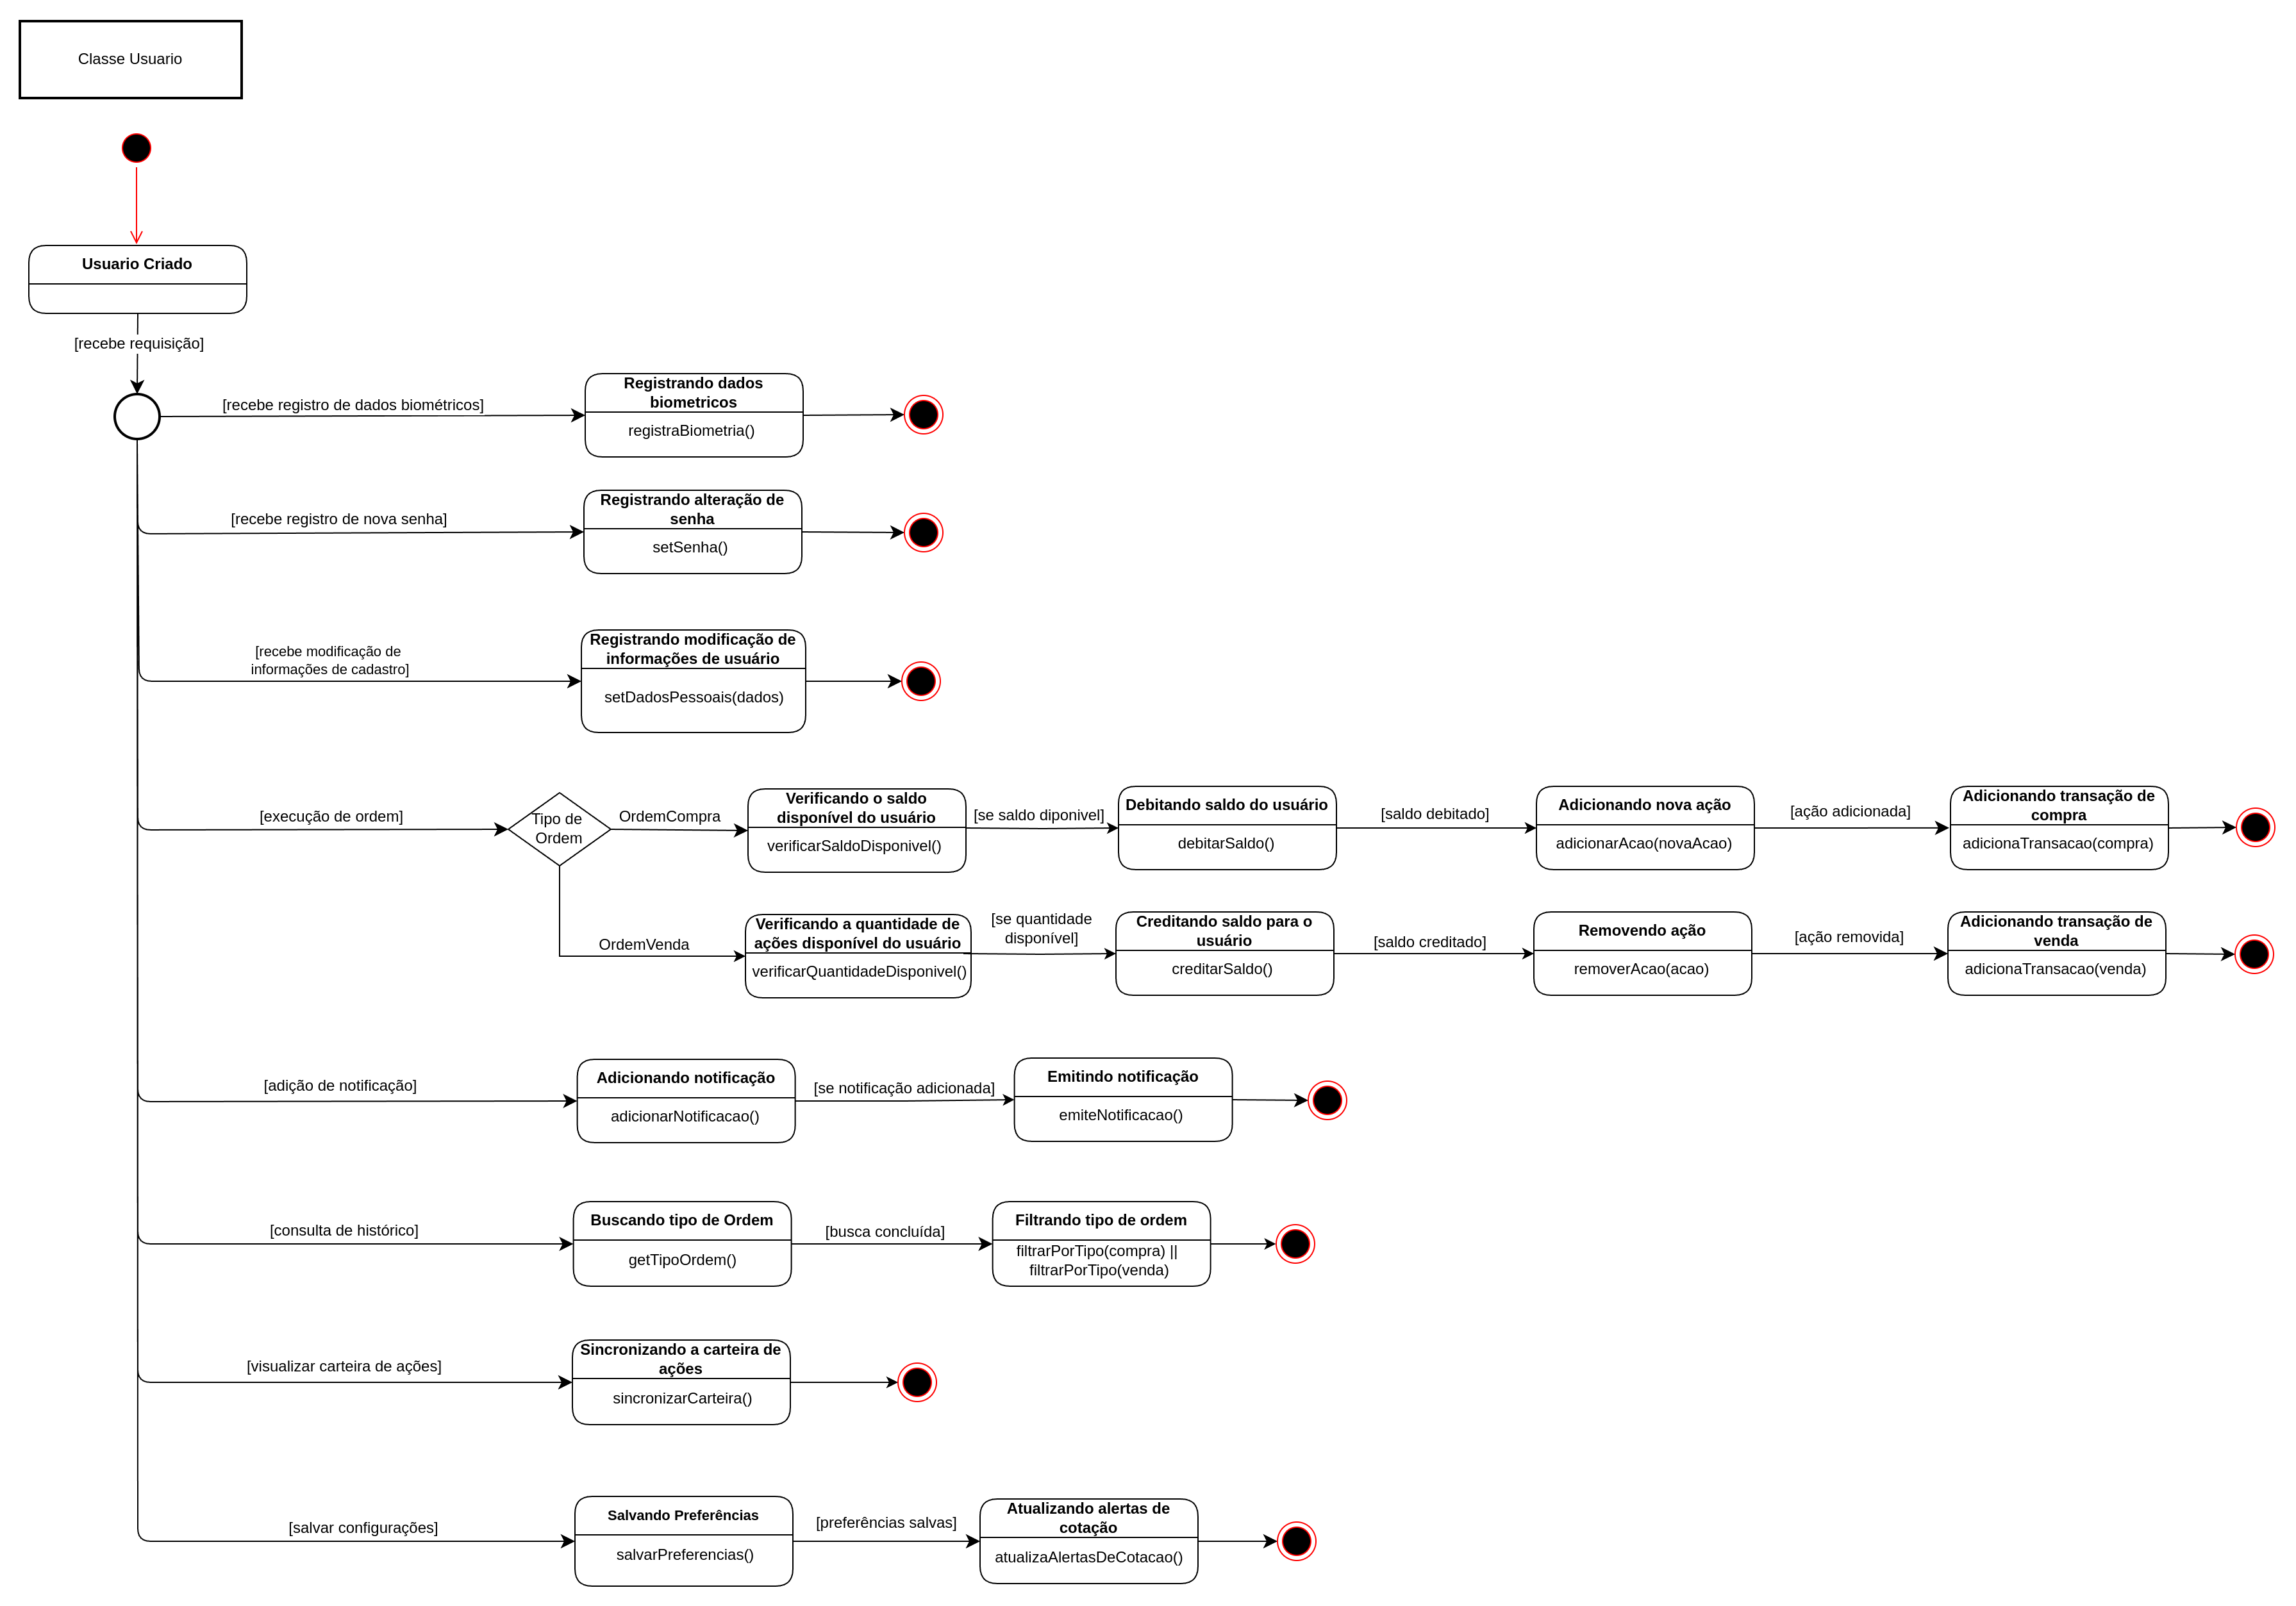 Classe Usuario
Usuario Criado
[recebe requisição]
[recebe registro de dados biométricos]
Registrando dados
biometricos
registraBiometria()
[recebe registro de nova senha]
Registrando alteração de
senha
setSenha()
[recebe modificação de
informações de cadastro]
Registrando modificação de
informações de usuário
setDadosPessoais(dados)
[execução de ordem]
Tipo de
Ordem
OrdemCompra
Verificando o saldo
disponível do usuário
verificarSaldoDisponivel()
[se saldo diponivel]
Debitando saldo do usuário
debitarSaldo()
[saldo debitado]
Adicionando nova ação
adicionarAcao(novaAcao)
[ação adicionada]
Adicionando transação de
compra
adicionaTransacao(compra)
OrdemVenda
Verificando a quantidade de
ações disponível do usuário
verificarQuantidadeDisponivel()
[se quantidade
disponível]
Creditando saldo para o
usuário
creditarSaldo()
[saldo creditado]
Removendo ação
removerAcao(acao)
[ação removida]
Adicionando transação de
venda
adicionaTransacao(venda)
[adição de notificação]
Adicionando notificação
adicionarNotificacao()
[se notificação adicionada]
Emitindo notificação
emiteNotificacao()
[consulta de histórico]
Buscando tipo de Ordem
getTipoOrdem()
[busca concluída]
Filtrando tipo de ordem
filtrarPorTipo(compra) ||
filtrarPorTipo(venda)
[visualizar carteira de ações]
Sincronizando a carteira de
ações
sincronizarCarteira()
[salvar configurações]
Salvando Preferências
salvarPreferencias()
[preferências salvas]
Atualizando alertas de
cotação
atualizaAlertasDeCotacao()